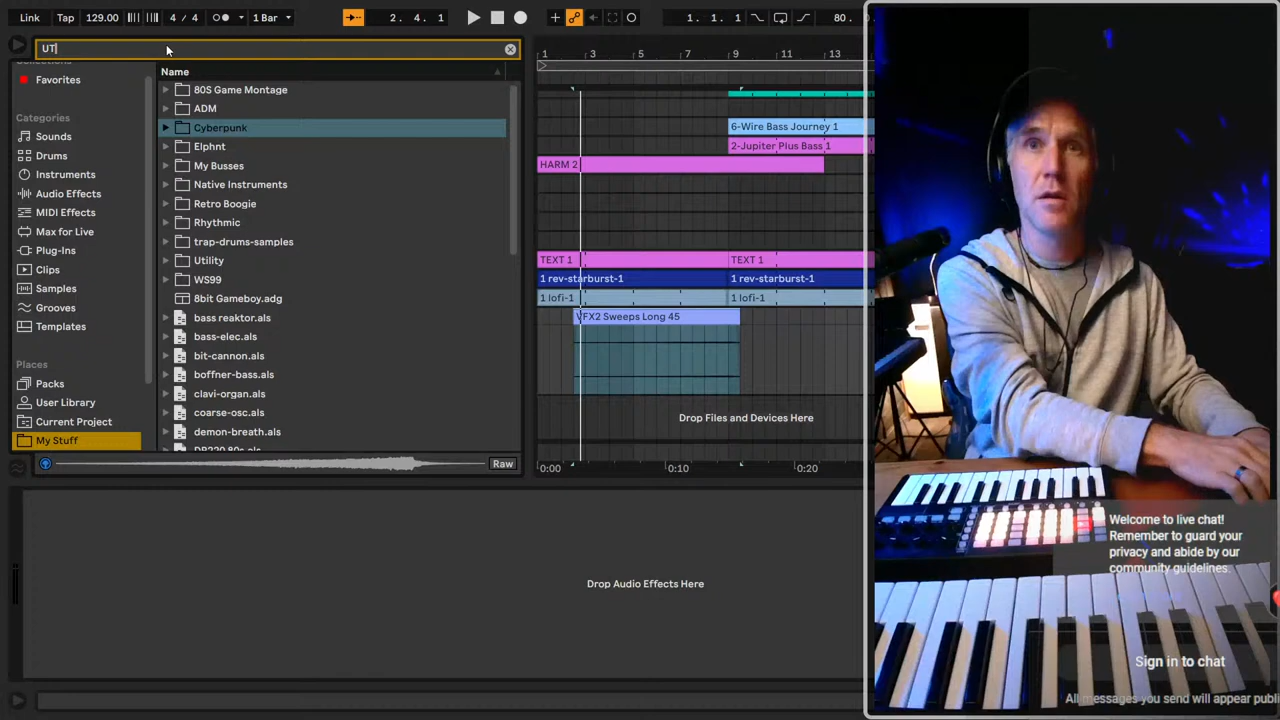 Link Tap 129.00 4 / 4 1 Bar 2. 4. 1 1. 1. 1 80.
UT
Collections
Favorites
Categories
Sounds
Drums
Instruments
Audio Effects
MIDI Effects
Max for Live
Plug-Ins
Clips
Samples
Grooves
Templates
Places
Packs
User Library
Current Project
My Stuff
Name
80S Game Montage
ADM
Cyberpunk
Elphnt
My Busses
Native Instruments
Retro Boogie
Rhythmic
trap-drums-samples
Utility
WS99
8bit Gameboy.adg
bass reaktor.als
bass-elec.als
bit-cannon.als
boffner-bass.als
clavi-organ.als
coarse-osc.als
demon-breath.als
Raw
1 3 5 7 9 11 13
6-Wire Bass Journey 1
2-Jupiter Plus Bass 1
HARM 2
TEXT 1 TEXT 1
1 rev-starburst-1 1 rev-starburst-1
1 lofi-1 1 lofi-1
VFX2 Sweeps Long 45
Drop Files and Devices Here
0:00 0:10 0:20
Drop Audio Effects Here
Welcome to live chat!
Remember to guard your
privacy and abide by our
community guidelines.
Sign in to chat
All messages you send will appear publi